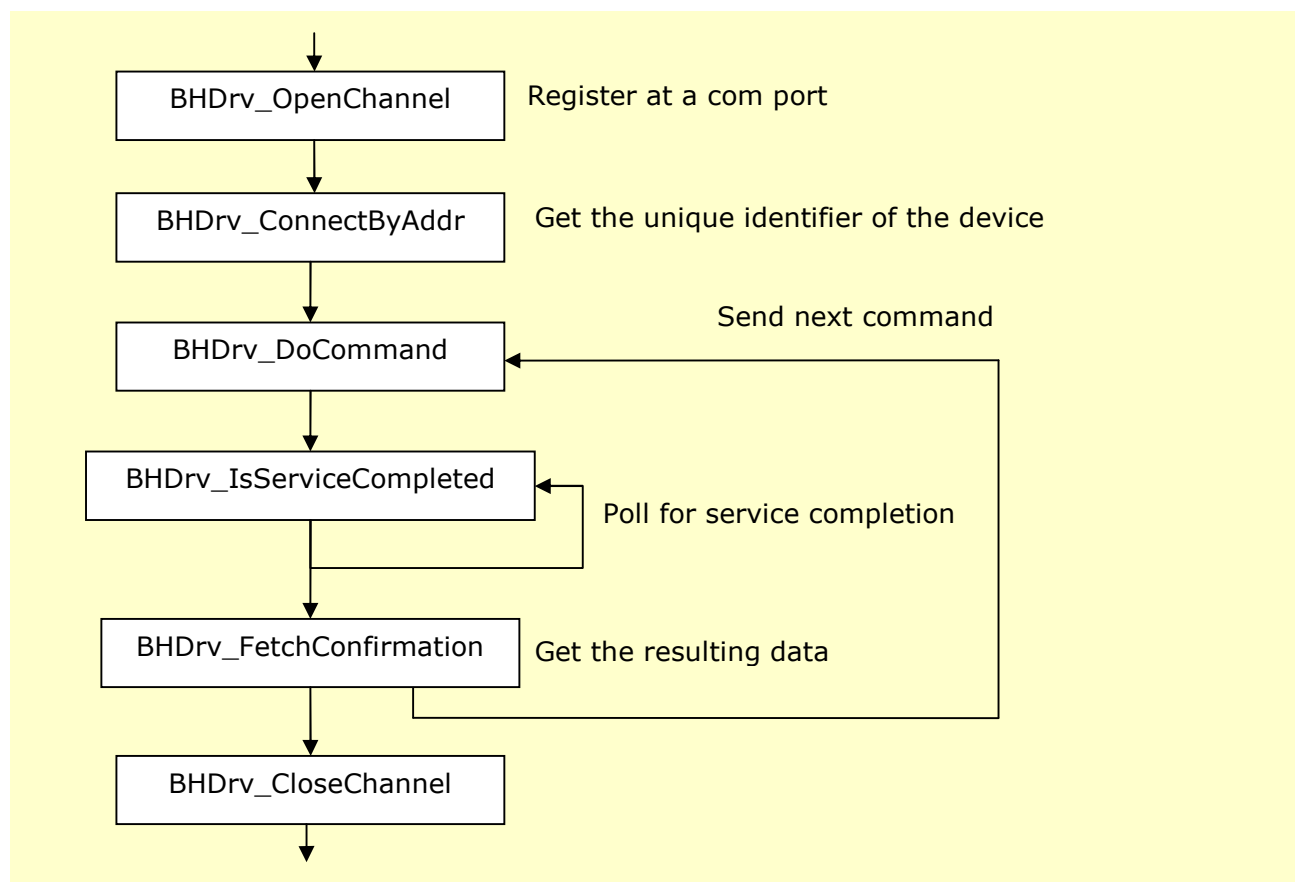 BHDrv_OpenChannel
Register at a com port
BHDrv_ConnectByAddr
Get the unique identifier of the device
Send next command
BHDrv_DoCommand
BHDrv_IsServiceCompleted
Poll for service completion
BHDrv_FetchConfirmation
Get the resulting data
BHDrv_CloseChannel